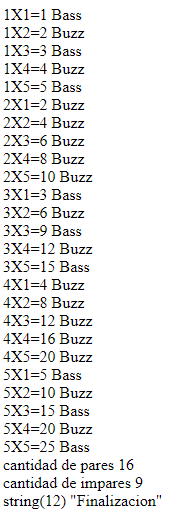 1X1=1 Bass
1X2=2 Buzz
1X3=3 Bass
1X4=4 Buzz
1X5=5 Bass
2X1=2 Buzz
2X2=4 Buzz
2X3=6 Buzz
2X4=8 Buzz
2X5=10 Buzz
3X1=3 Bass
3X2=6 Buzz
3X3=9 Bass
3X4=12 Buzz
3X5=15 Bass
4X1=4 Buzz
4X2=8 Buzz
4X3=12 Buzz
4X4=16 Buzz
4X5=20 Buzz
5X1=5 Bass
5X2=10 Buzz
5X3=15 Bass
5X4=20 Buzz
5X5=25 Bass
cantidad de pares 16
cantidad de impares 9
string(12) "Finalizacion"